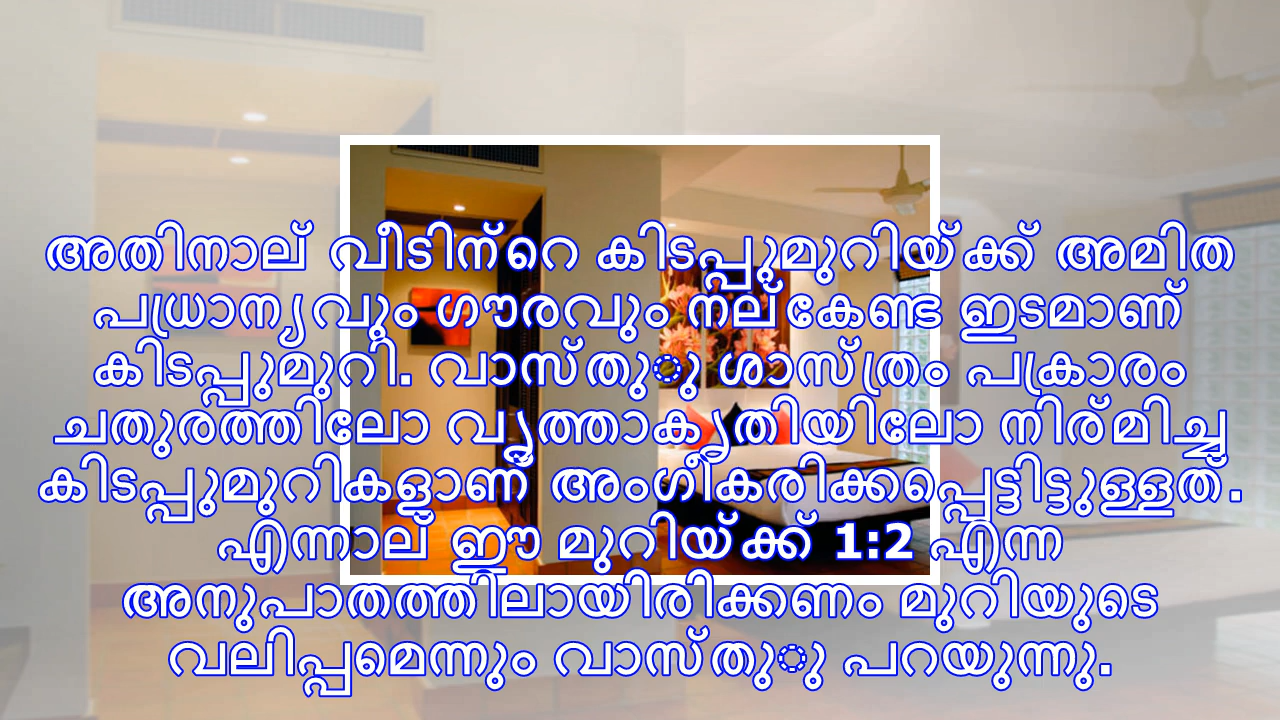 അതിനാല് വീടിന്റെ കിടപ്പുമുറിയ്ക്ക് അമിത
പ്രധാന്യവും ഗൗരവും നല്കേണ്ട ഇടമാണ്
കിടപ്പുമുറി. വാസ്തുു ശാസ്ത്രം പ്രകാരം
ചതുരത്തിലോ വൃത്താകൃതിയിലോ നിര്മിച്ച
കിടപ്പുമുറികളാണ് അംഗീകരിക്കപ്പെട്ടിട്ടുള്ളത്.
എന്നാല് ഈ മുറിയ്ക്ക് 1:2 എന്ന
അനുപാതത്തിലായിരിക്കണം മുറിയുടെ
വലിപ്പമെന്നും വാസ്തുു പറയുന്നു.